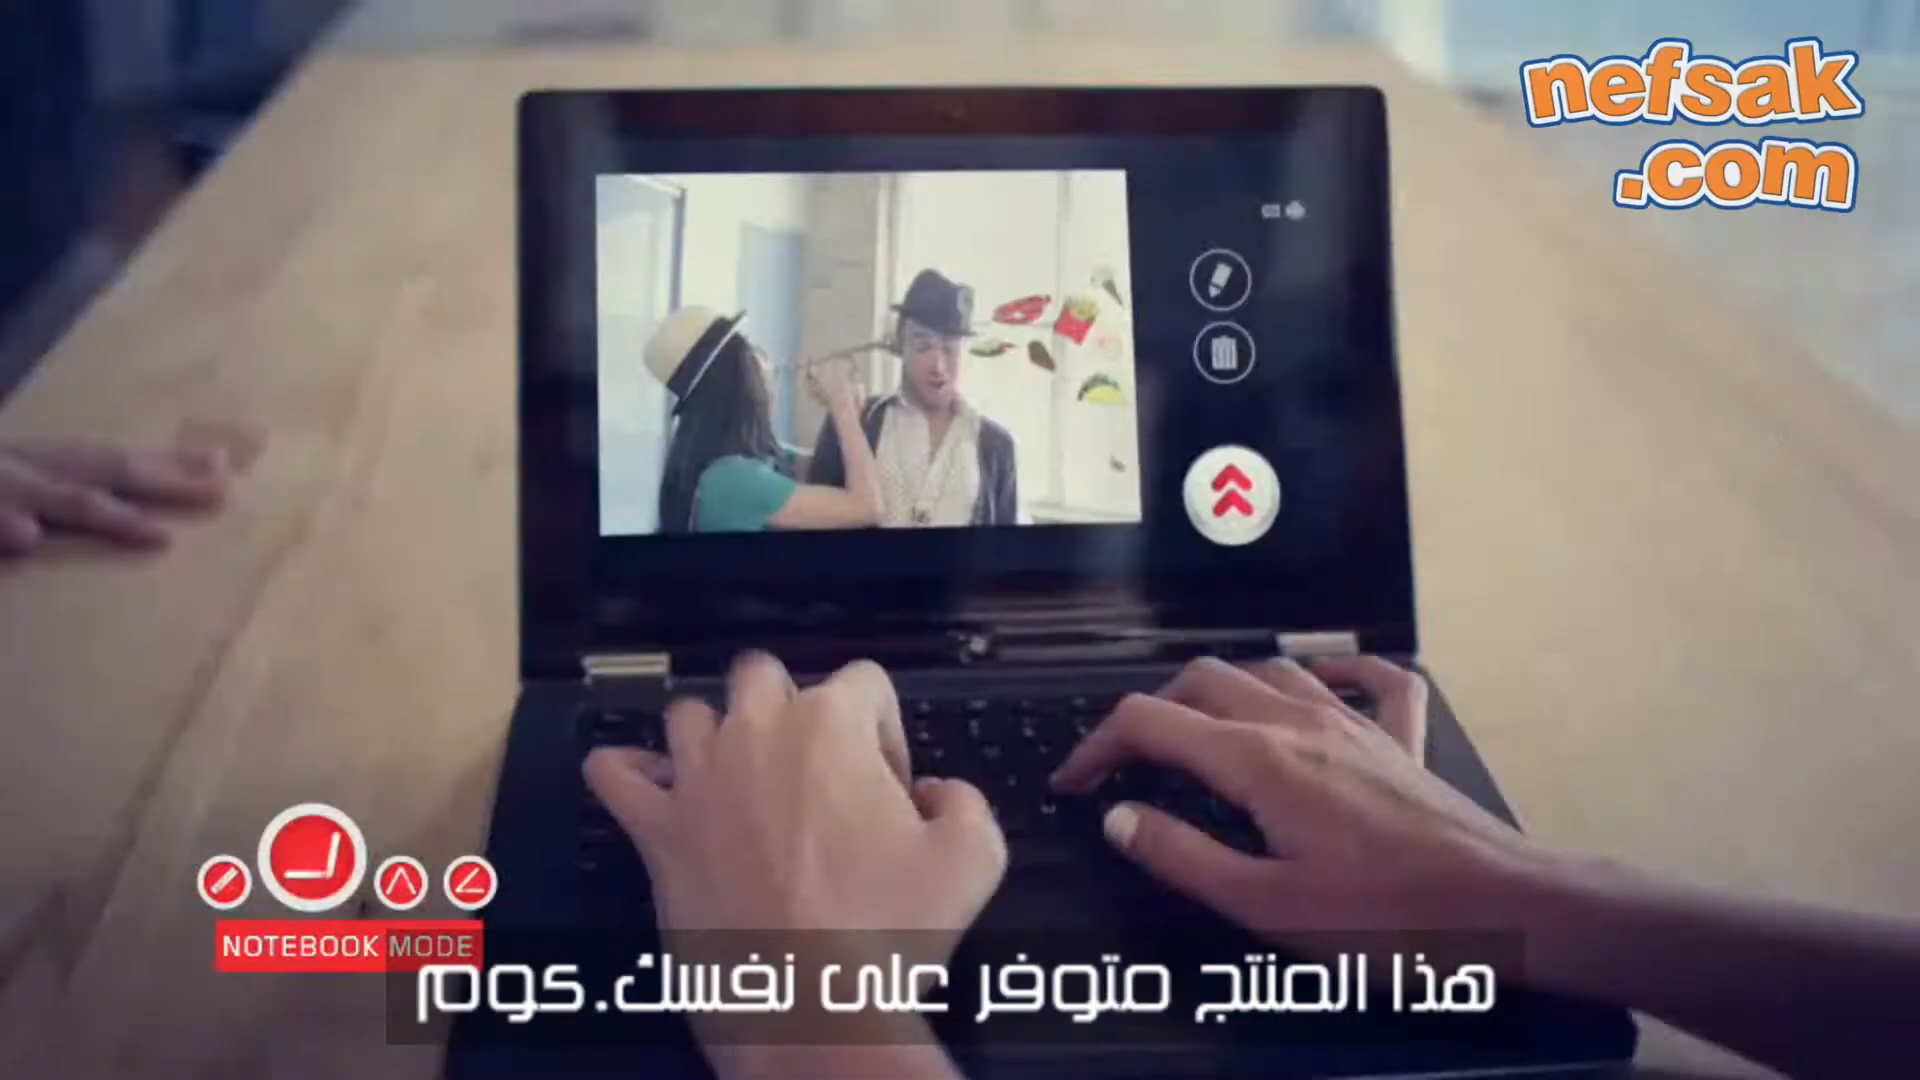 nefsak
.com
NOTEBOOK MODE
هذا المنتج متوفر على نفسك.كوم